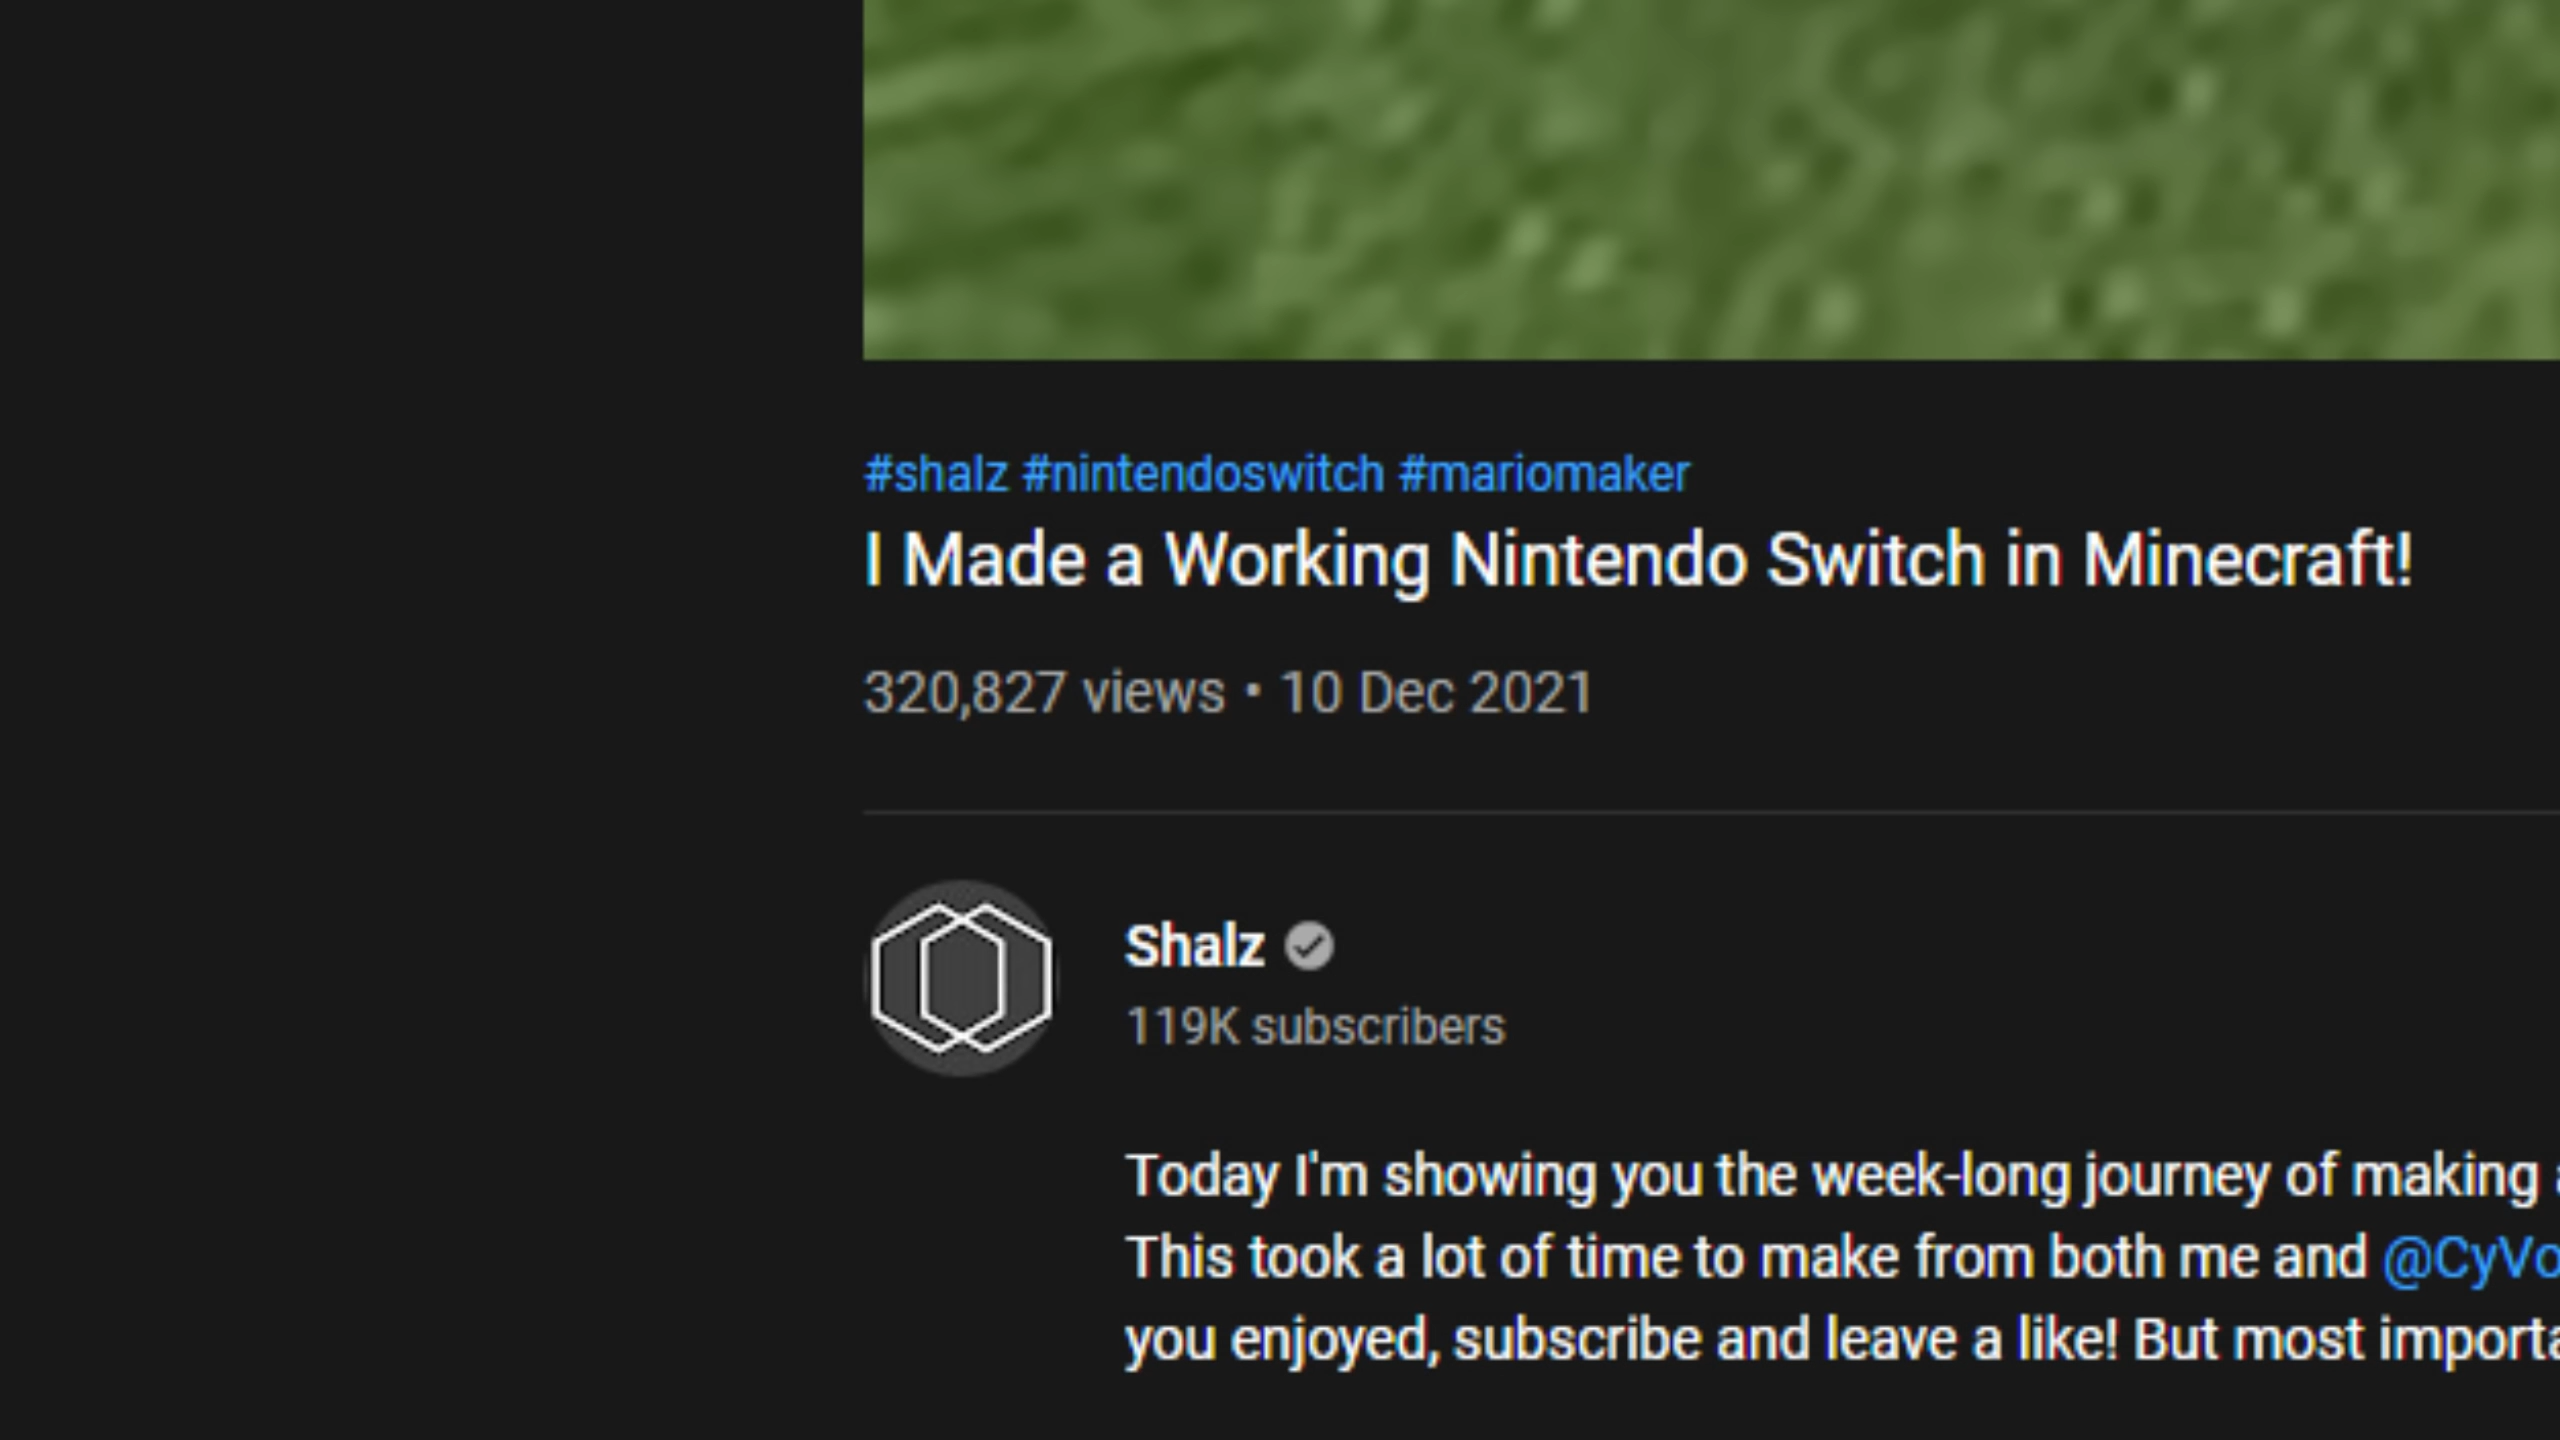 #shalz #nintendoswitch #mariomaker
I Made a Working Nintendo Switch in Minecraft!
320,827 views • 10 Dec 2021
Shalz
119K subscribers
Today I'm showing you the week-long journey of making
This took a lot of time to make from both me and @CyVo
you enjoyed, subscribe and leave a like! But most importa